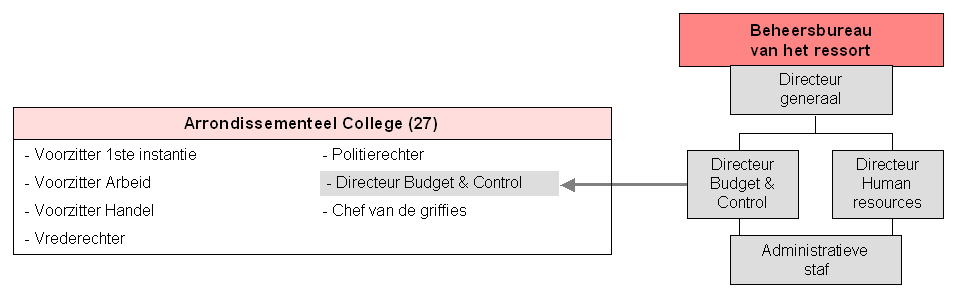 Beheersbureau
van het ressort
Directeur
generaal
Arrondissementeel College (27)
- Voorzitter 1ste instantie
- Voorzitter Arbeid
- Voorzitter Handel
- Vrederechter
- Politierechter
- Directeur Budget & Control
- Chef van de griffies
Directeur
Budget &
Control
Directeur
Human
resources
Administratieve
staf